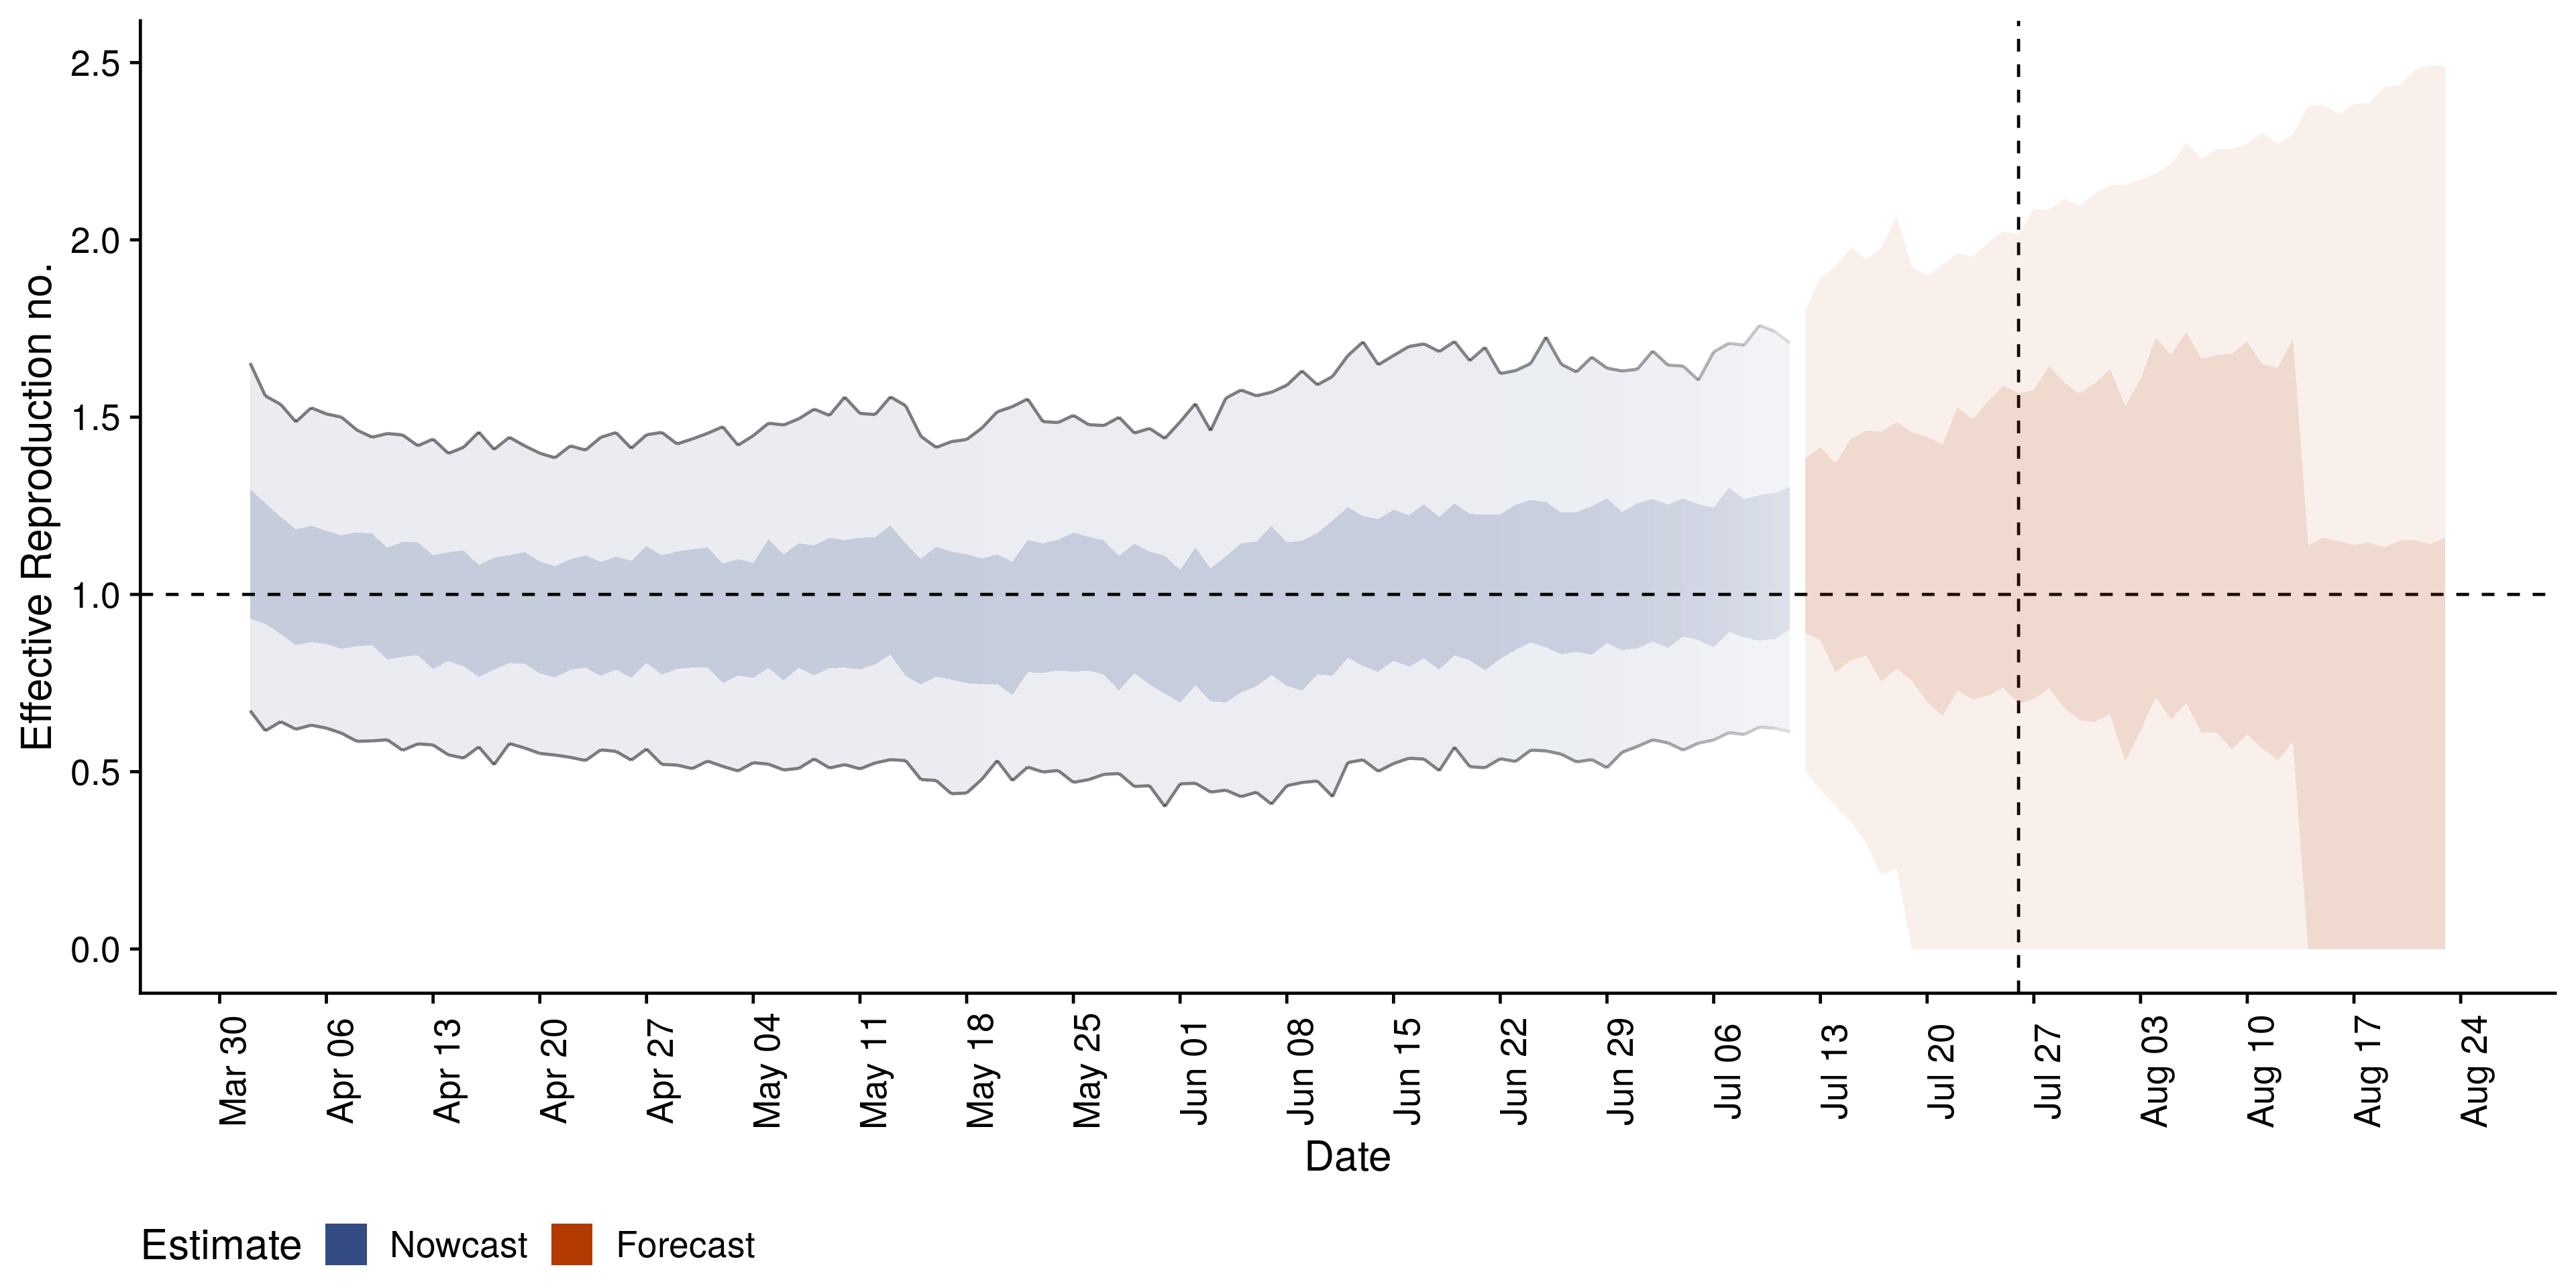 Effective Reproduction no.
2.5
2.0
1.5
1.0
0.5
0.0
Mar 30
Apr 06
Apr 13
Apr 20
Apr 27
May 04
May 11
May 18
May 25
Jun 01
Jun 08
Jun 15
Jun 22
Jun 29
Jul 06
Jul 13
Jul 20
Jul 27
Aug 03
Aug 10
Aug 17
Aug 24
Date
Estimate Nowcast Forecast